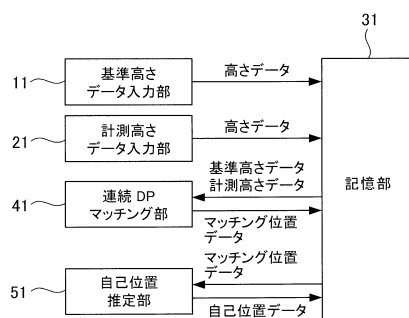 31
11
基準高さ
データ入力部
高さデータ
21
計測高さ
データ入力部
高さデータ
基準高さデータ
計測高さデータ
41
連続 DP
マッチング部
記憶部
マッチング位置
データ
マッチング位置
データ
51
自己位置
推定部
自己位置データ